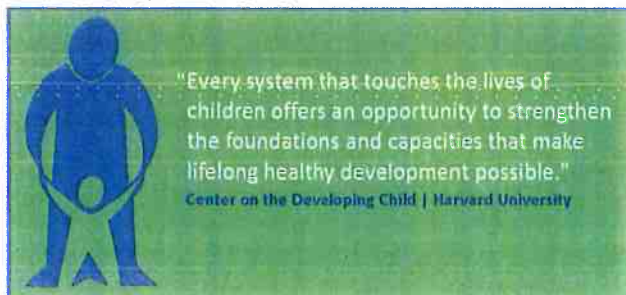 "Every system that touches the lives of
children offers an opportunity to strengthen
the foundations and capacities that make
lifelong healthy development possible."
Center on the Developing Child | Harvard University